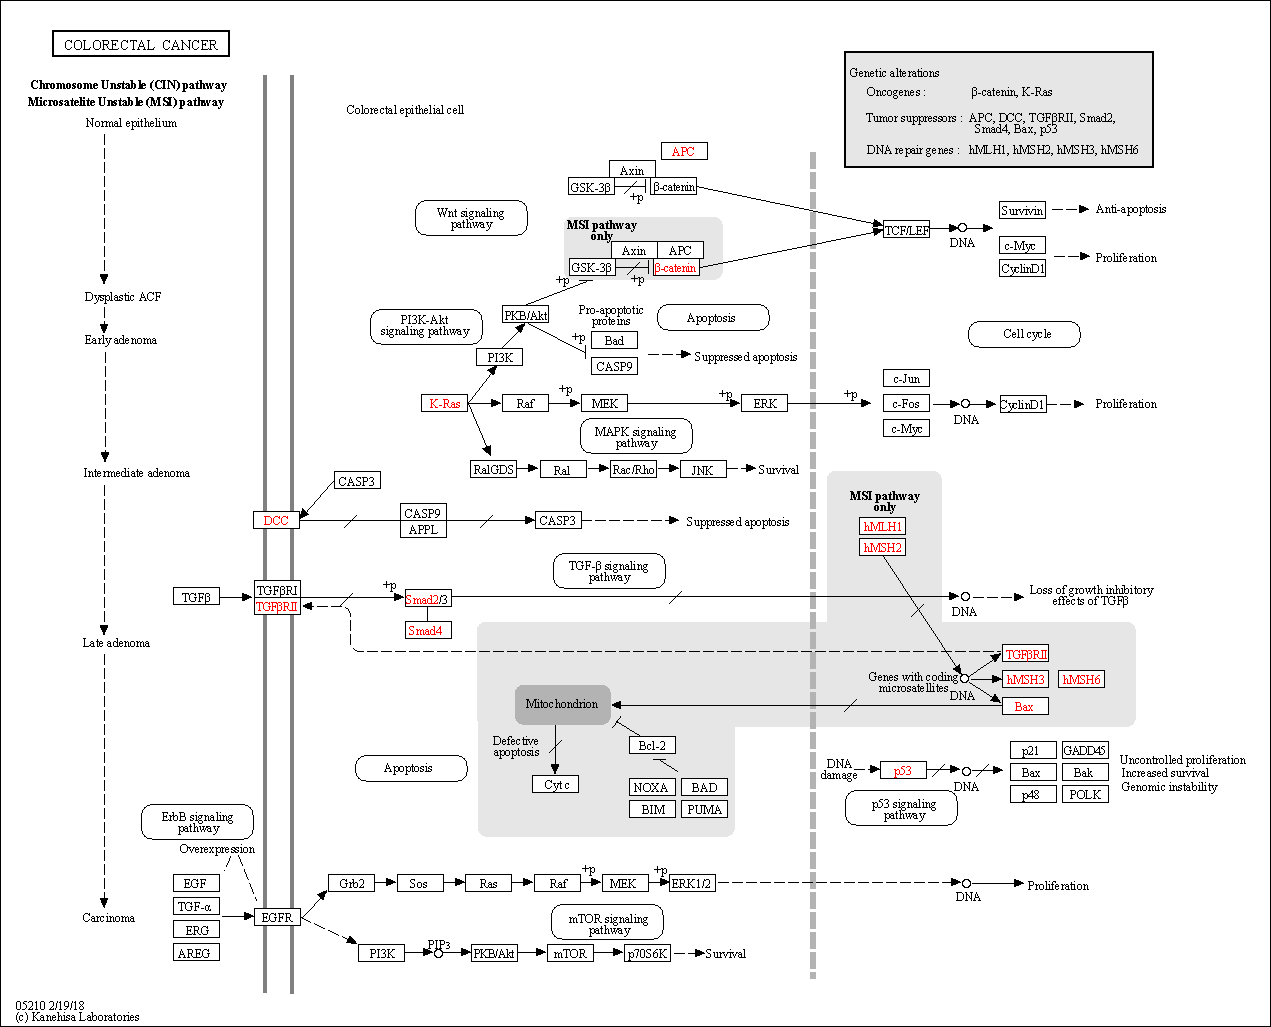 COLORECTAL CANCER
Chromosome Unstable (CIN) pathway
Microsatelite Unstable (MSI) pathway
Normal epithelium
Dysplastic ACF
Early adenoma
Intermediate adenoma
Late adenoma
Carcinoma
Colorectal epithelial cell
Genetic alterations
Oncogenes : β-catenin, K-Ras
Tumor suppressors : APC, DCC, TGFβRII, Smad2,
Smad4, Bax, p53
DNA repair genes : hMLH1, hMSH2, hMSH3, hMSH6
APC
Axin
GSK-3β
+p
β-catenin
Wnt signaling
pathway
MSI pathway
only
Axin
APC
GSK-3β
+p
β-catenin
+p
TCF/LEF
DNA
Survivin
Anti-apoptosis
c-Myc
CyclinD1
Proliferation
PI3K-Akt
signaling pathway
PKB/Akt
PI3K
Pro-apoptotic
proteins
+p
Bad
CASP9
Apoptosis
Suppressed apoptosis
Cell cycle
K-Ras
Raf
+p
MEK
+p
ERK
+p
c-Jun
c-Fos
c-Myc
DNA
CyclinD1
Proliferation
MAPK signaling
pathway
RalGDS
Ral
Rac/Rho
JNK
Survival
CASP3
DCC
CASP9
APPL
CASP3
Suppressed apoptosis
MSI pathway
only
hMLH1
hMSH2
TGF-β signaling
pathway
TGFβ
TGFβRI
TGFβRII
+p
Smad2/3
Smad4
DNA
Loss of growth inhibitory
effects of TGFβ
Genes with coding
microsatellites
DNA
TGFβRII
hMSH3
hMSH6
Bax
Mitochondrion
Defective
apoptosis
Bcl-2
Cytc
NOXA
BAD
BIM
PUMA
Apoptosis
DNA
damage
p53
DNA
p21
GADD45
Bax
Bak
p48
POLK
Uncontrolled proliferation
Increased survival
Genomic instability
p53 signaling
pathway
ErbB signaling
pathway
Overexpression
EGF
TGF-α
ERG
AREG
EGFR
Grb2
Sos
Ras
Raf
+p
MEK
+p
ERK1/2
DNA
Proliferation
mTOR signaling
pathway
PI3K
PIP3
PKB/Akt
mTOR
p70S6K
Survival
05210 2/19/18
(c) Kanehisa Laboratories